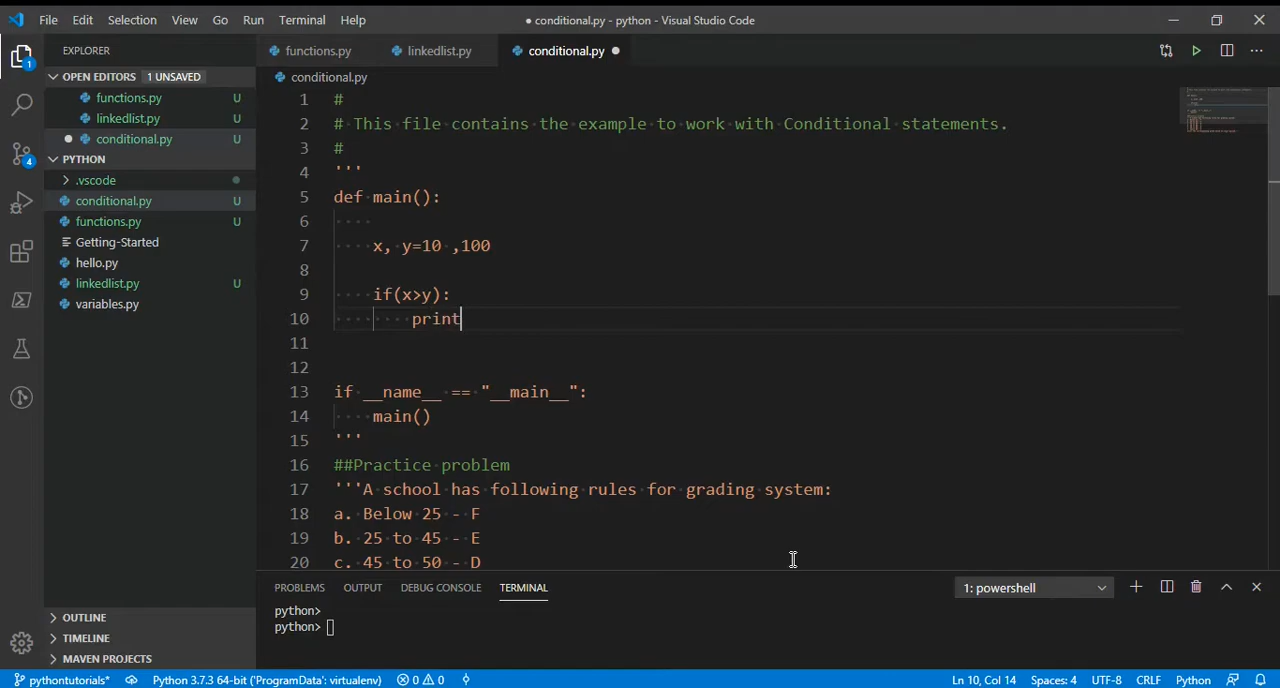 File Edit Selection View Go Run Terminal Help
● conditional.py - python - Visual Studio Code
EXPLORER
functions.py
linkedlist.py
conditional.py
OPEN EDITORS 1 UNSAVED
functions.py U
linkedlist.py U
conditional.py U
PYTHON
.vscode
conditional.py U
functions.py U
Getting-Started
hello.py
linkedlist.py U
variables.py
OUTLINE
TIMELINE
MAVEN PROJECTS
1
4
conditional.py
1 #
2 # This file contains the example to work with Conditional statements.
3 #
4 '''
5 def main():
6
7 x, y=10 ,100
8
9 if(x>y):
10 print
11
12
13 if __name__ == "__main__":
14 main()
15 '''
16 ##Practice problem
17 '''A school has following rules for grading system:
18 a. Below 25 - F
19 b. 25 to 45 - E
20 c. 45 to 50 - D
PROBLEMS OUTPUT DEBUG CONSOLE TERMINAL
1: powershell
python>
python>
pythontutorials* Python 3.7.3 64-bit ('ProgramData': virtualenv) 0 0
Ln 10, Col 14 Spaces: 4 UTF-8 CRLF Python